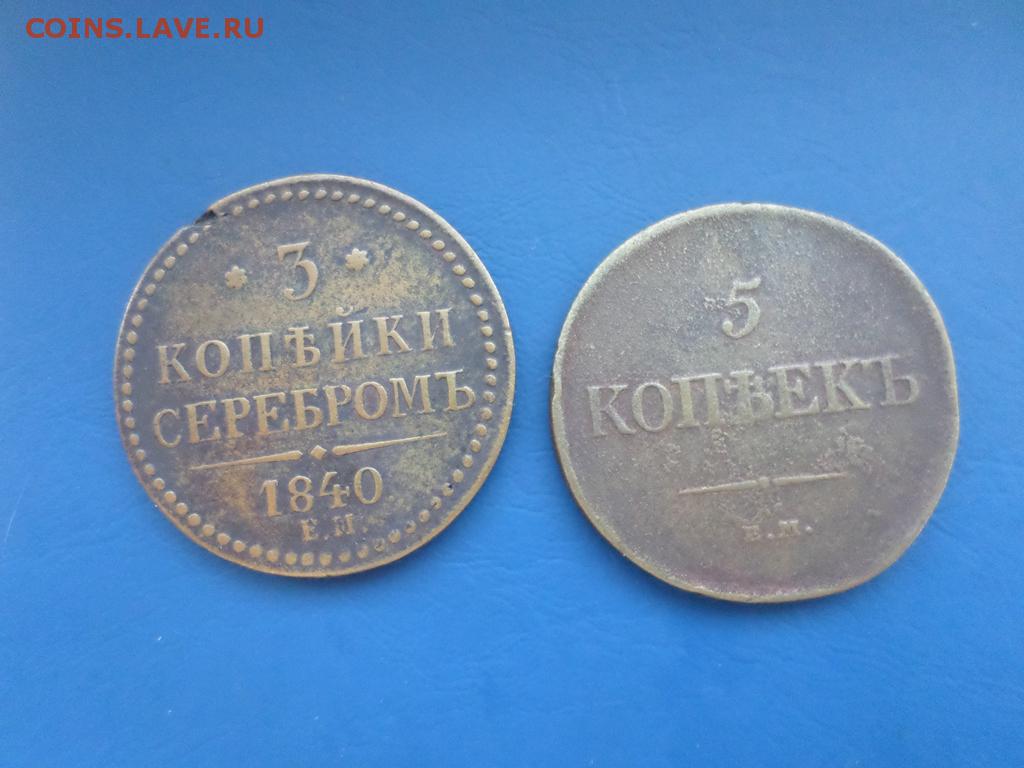 COINS.LAVE.RU
3
КОПѢЙКИ
СЕРЕБРОМЪ
1840
Е.М.
5
КОПѢЕКЪ
Е.М.